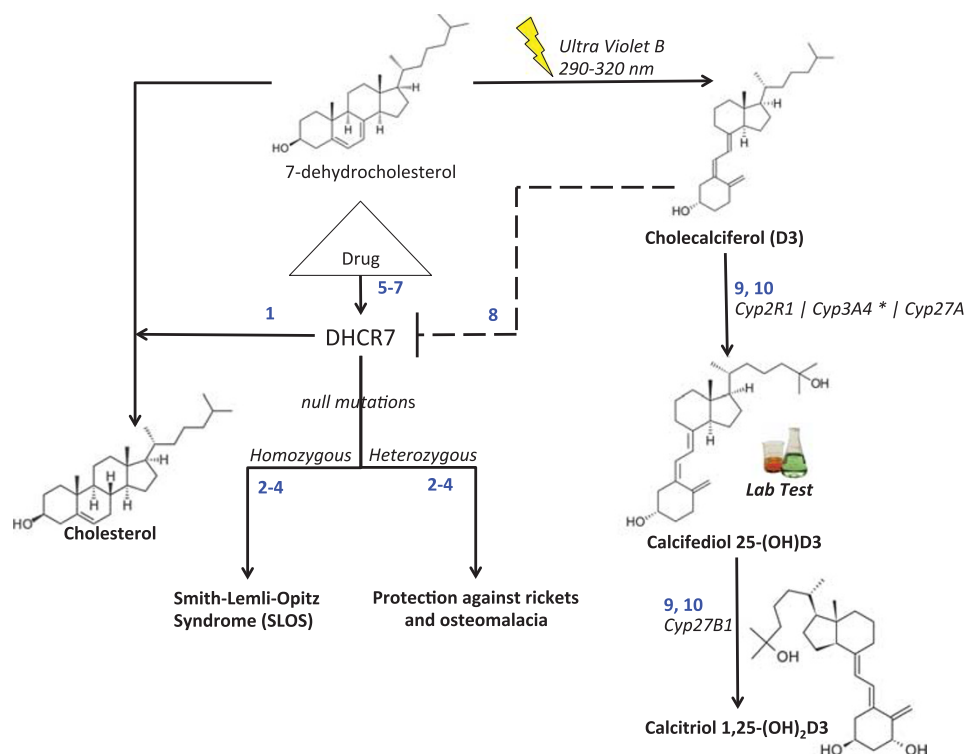 Ultra Violet B
290-320 nm
H
H
H
HO
7-dehydrocholesterol
H
H
HO
Cholecalciferol (D3)
Drug
5-7
1
DHCR7
8
9, 10
Cyp2R1 | Cyp3A4 * | Cyp27A
null mutations
OH
H
H
Homozygous
Heterozygous
2-4
2-4
Lab Test
HO
Calcifediol 25-(OH)D3
H
H
H
H
HO
Cholesterol
Smith-Lemli-Opitz
Syndrome (SLOS)
Protection against rickets
and osteomalacia
9, 10
Cyp27B1
OH
H
Calcitriol 1,25-(OH)₂D3
HO
OH